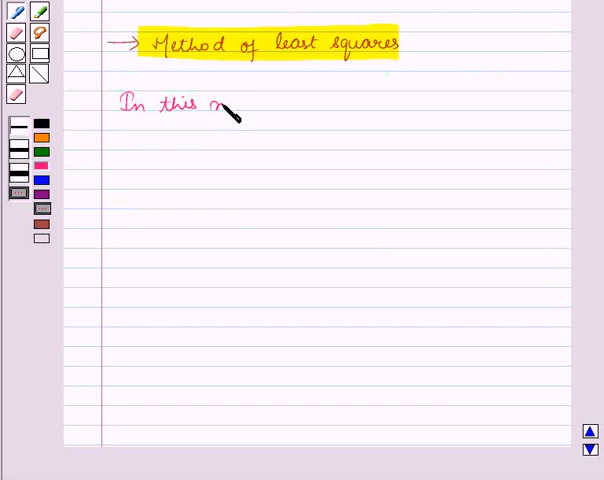 → Method of least squares
In this